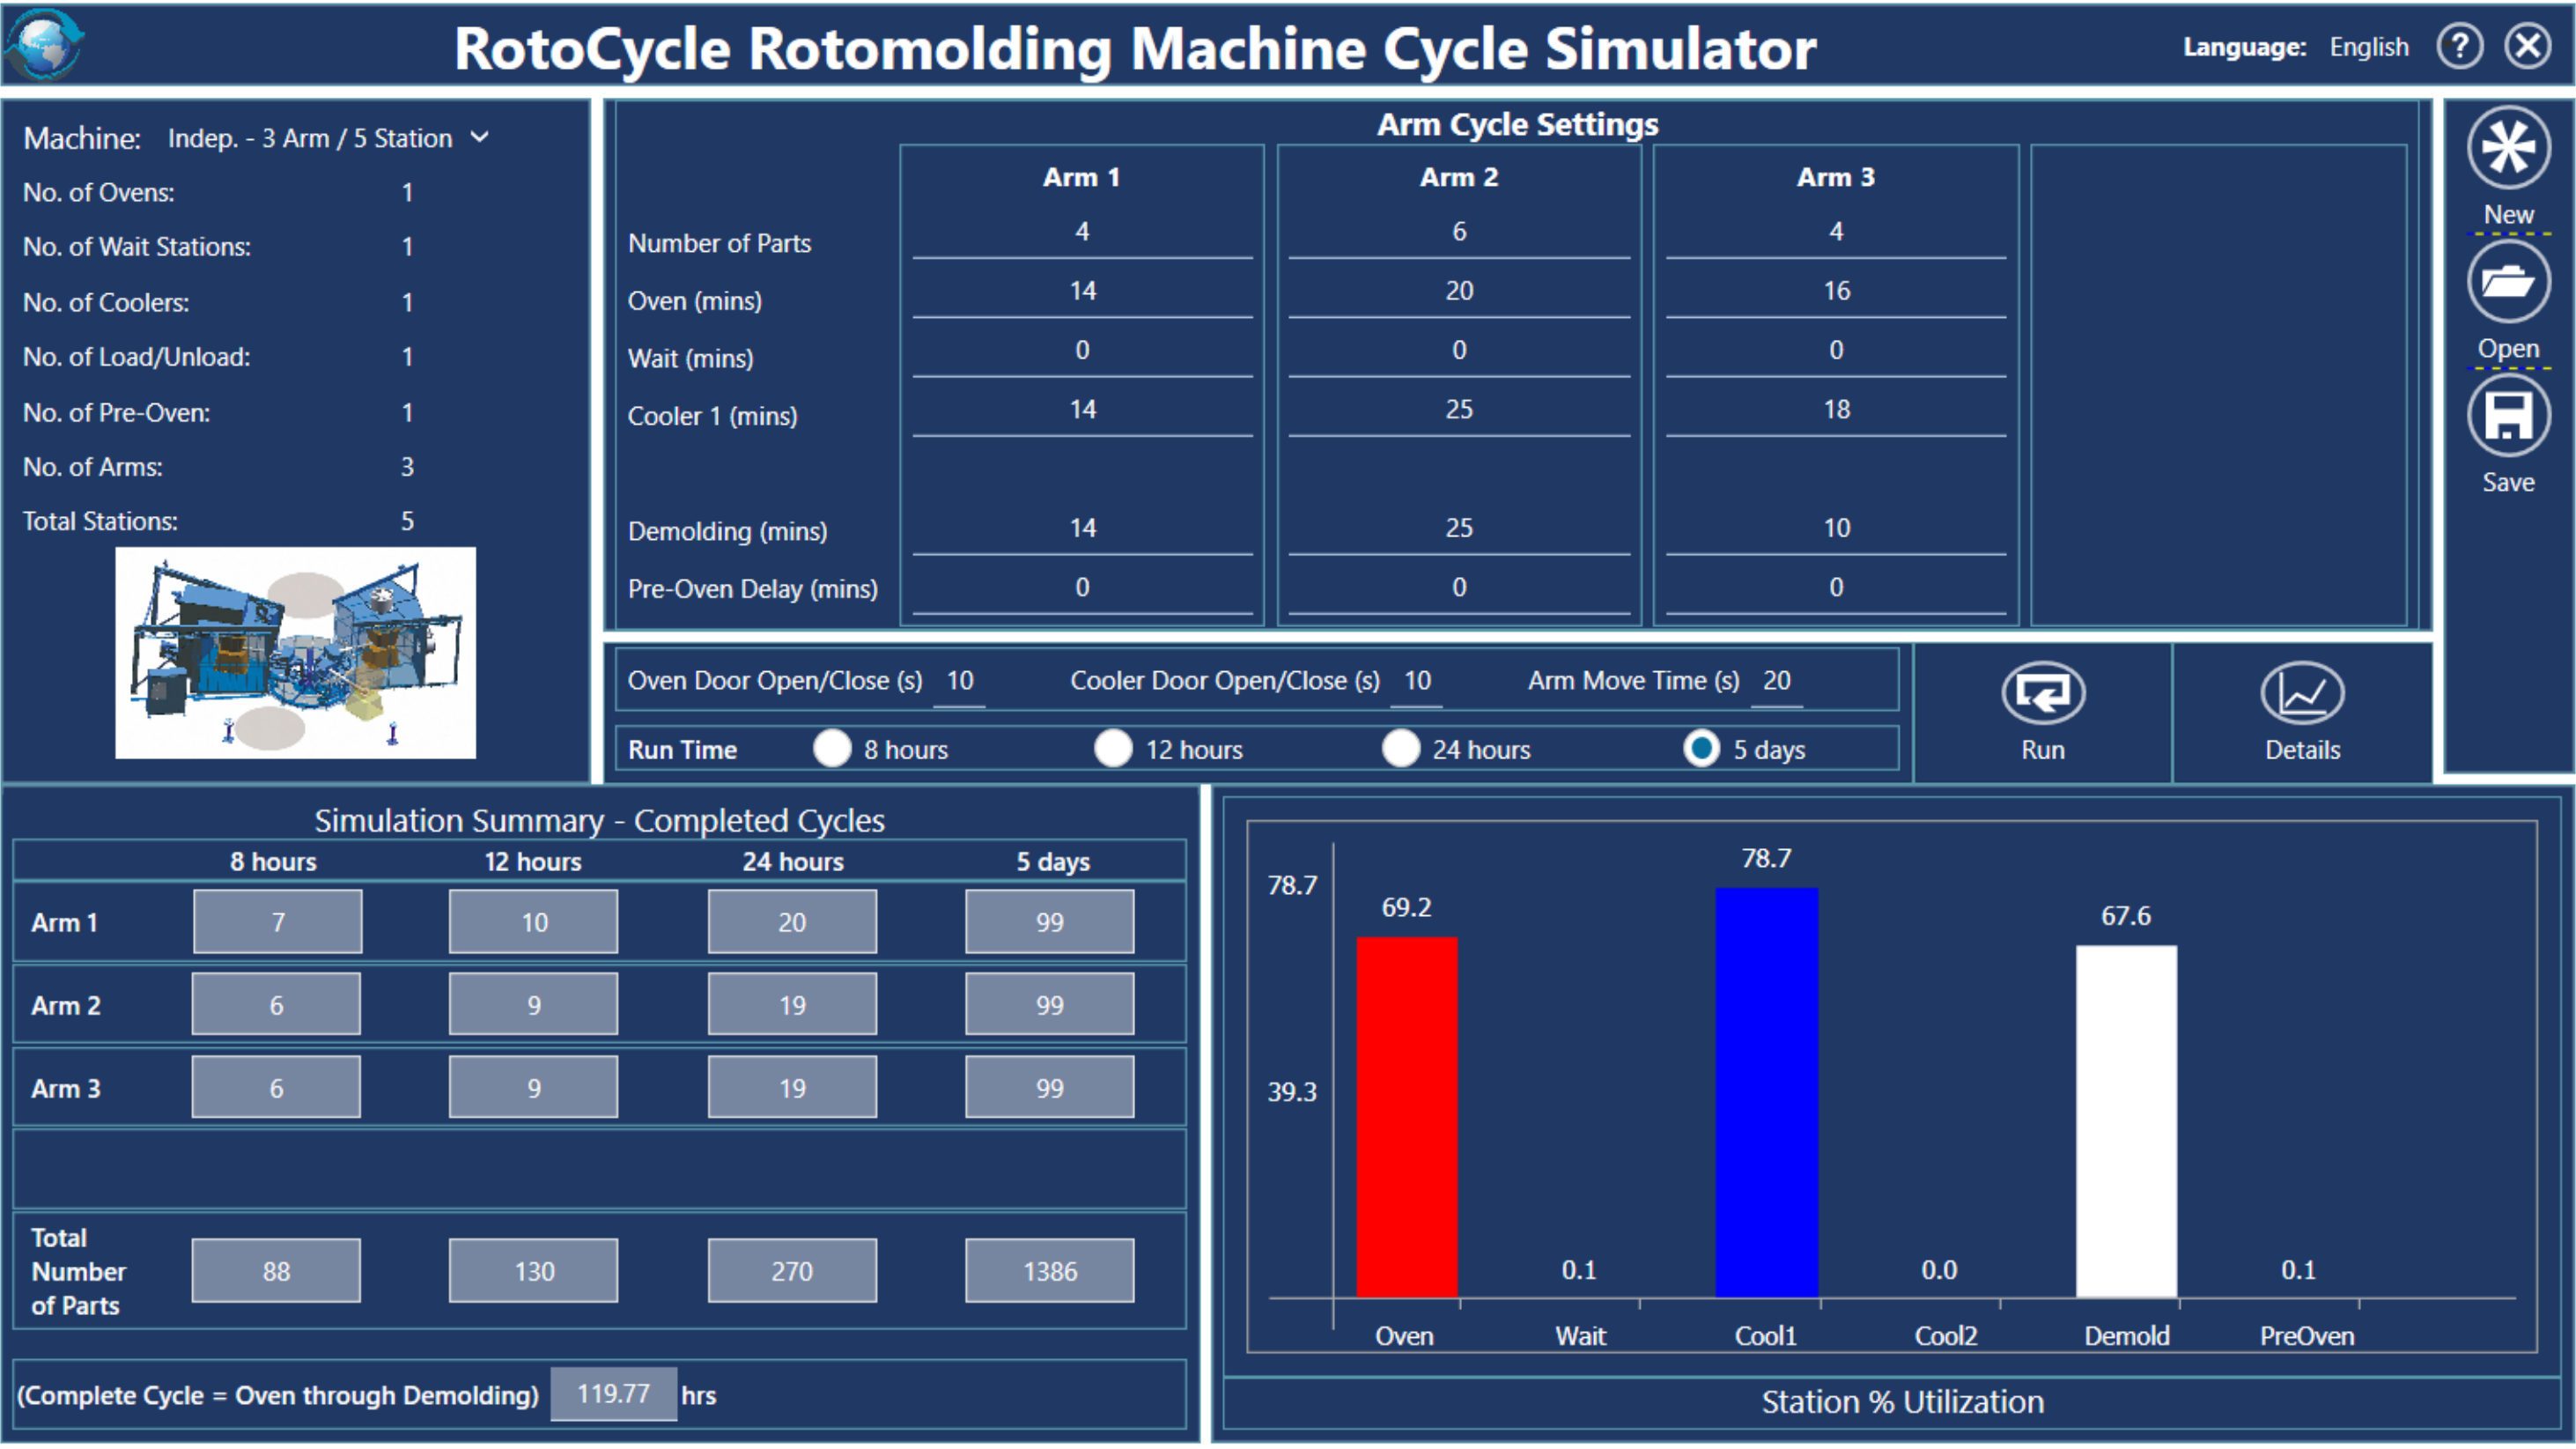 RotoCycle Rotomolding Machine Cycle Simulator
Language: English ?
Machine: Indep. - 3 Arm / 5 Station
No. of Ovens: 1
No. of Wait Stations: 1
No. of Coolers: 1
No. of Load/Unload: 1
No. of Pre-Oven: 1
No. of Arms: 3
Total Stations: 5
Arm Cycle Settings
Arm 1 Arm 2 Arm 3
Number of Parts 4 6 4
Oven (mins) 14 20 16
Wait (mins) 0 0 0
Cooler 1 (mins) 14 25 18
Demolding (mins) 14 25 10
Pre-Oven Delay (mins) 0 0 0
New
Open
Save
Oven Door Open/Close (s) 10 Cooler Door Open/Close (s) 10 Arm Move Time (s) 20
Run Time 8 hours 12 hours 24 hours 5 days
Run
Details
Simulation Summary - Completed Cycles
8 hours 12 hours 24 hours 5 days
Arm 1 7 10 20 99
Arm 2 6 9 19 99
Arm 3 6 9 19 99
Total
Number
of Parts
88 130 270 1386
(Complete Cycle = Oven through Demolding) 119.77 hrs
78.7
39.3
69.2 0.1 78.7 0.0 67.6 0.1
Oven Wait Cool1 Cool2 Demold PreOven
Station % Utilization